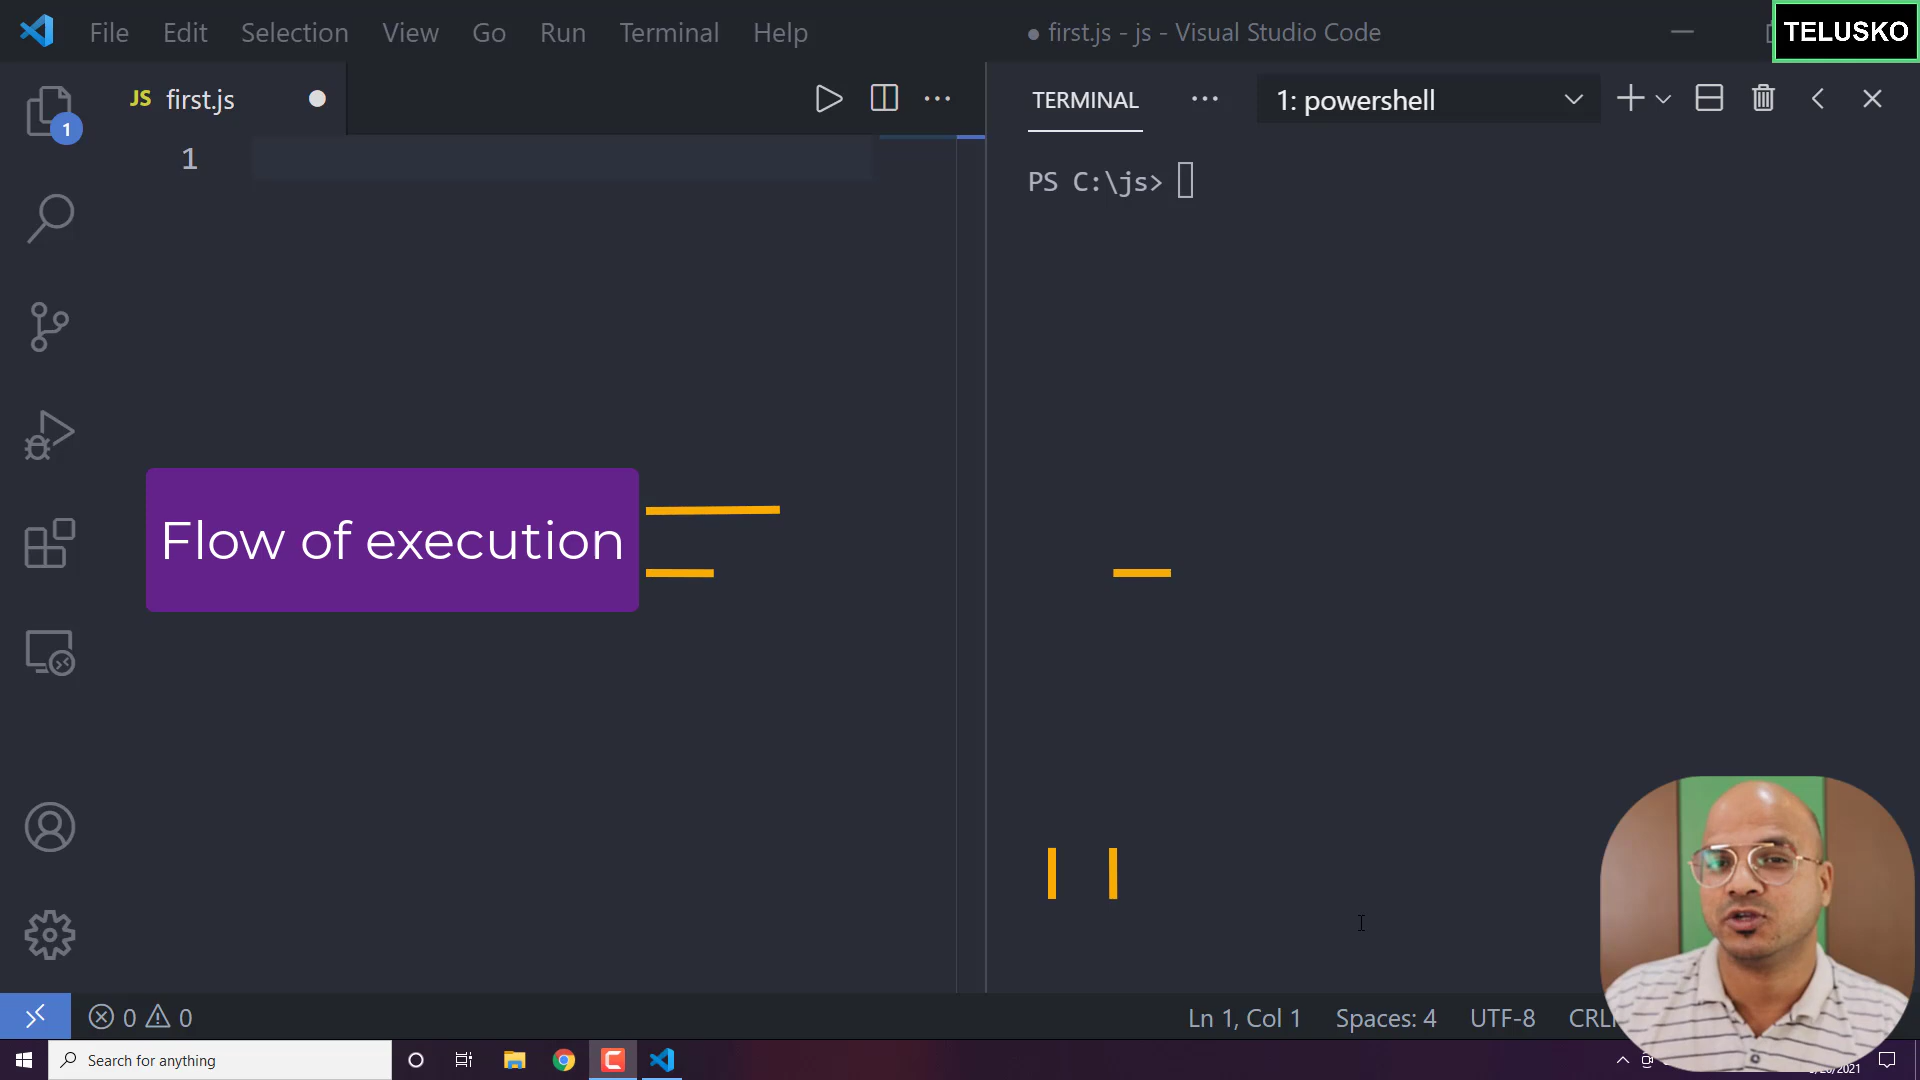 File Edit Selection View Go Run Terminal Help
● first.js - js - Visual Studio Code
TELUSKO
JS first.js
1
TERMINAL
1: powershell
1
PS C:\js>
Flow of execution
0 0
Ln 1, Col 1 Spaces: 4 UTF-8
Search for anything